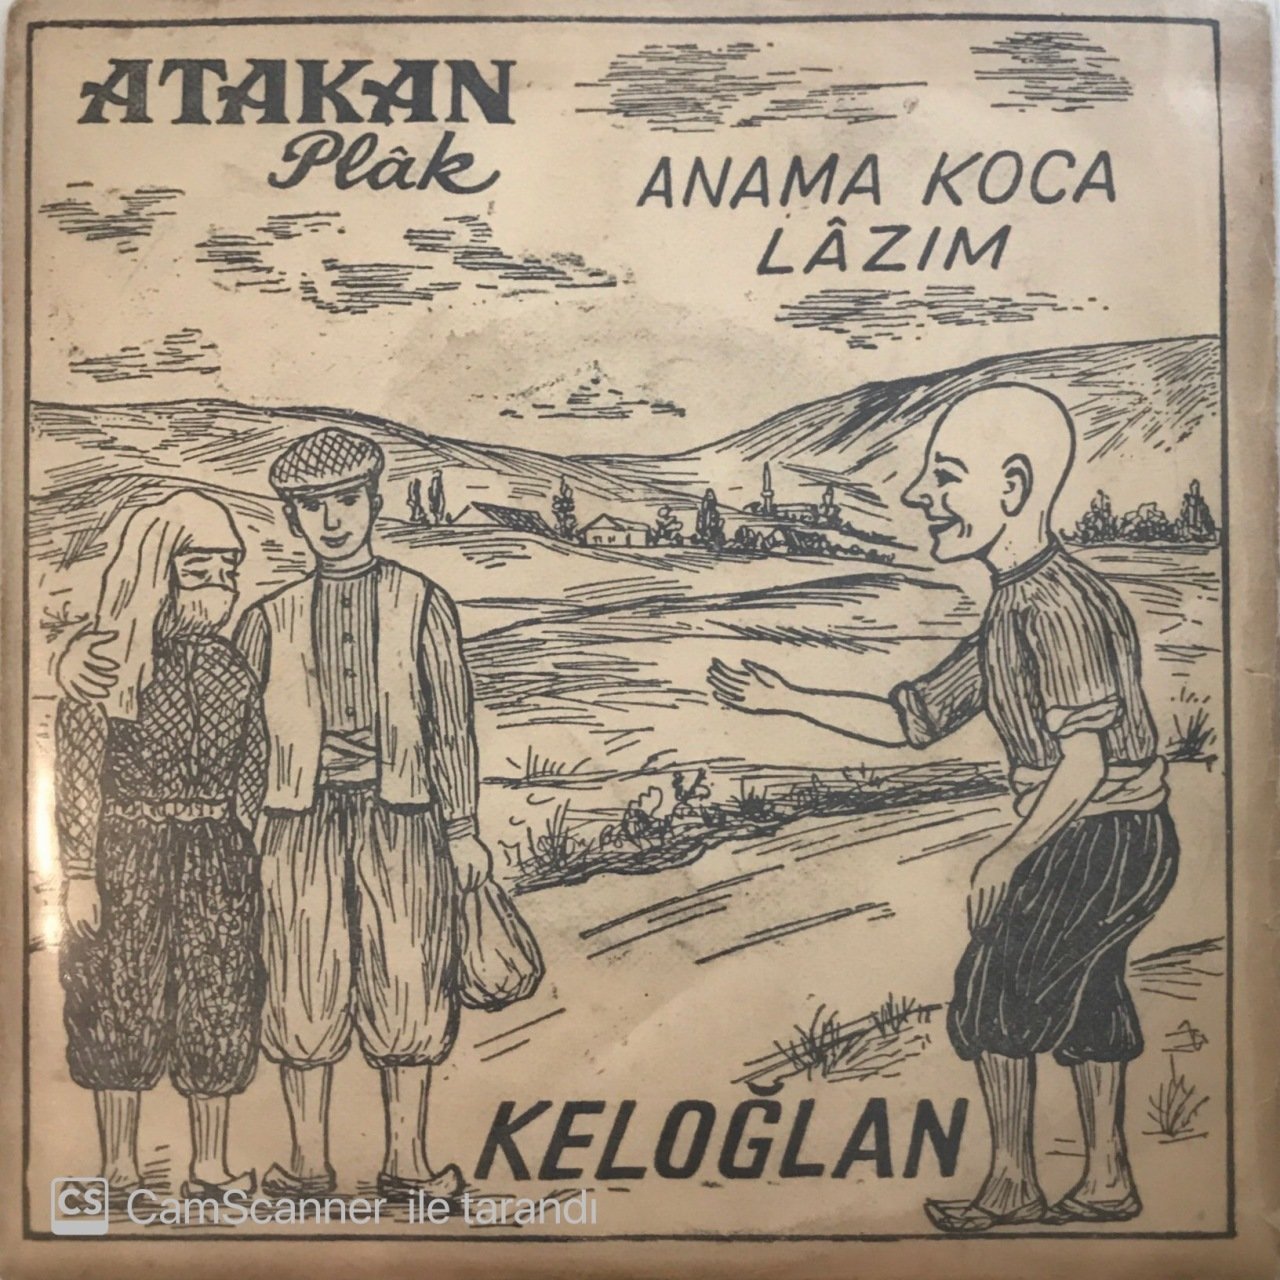 ATAKAN
Plâk
ANAMA KOCA
LÂZIM
KELOĞLAN
CS CamScanner ile tarandı